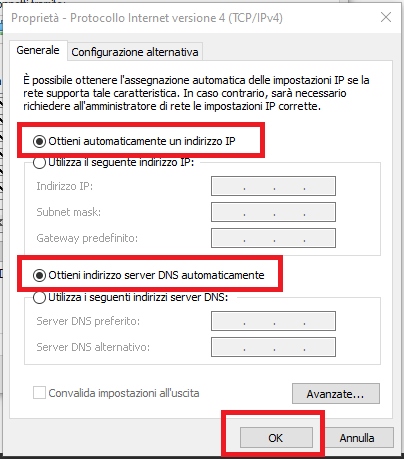 Proprietà - Protocollo Internet versione 4 (TCP/IPv4)
Generale
Configurazione alternativa
È possibile ottenere l'assegnazione automatica delle impostazioni IP se la
rete supporta tale caratteristica. In caso contrario, sarà necessario
richiedere all'amministratore di rete le impostazioni IP corrette.
Ottieni automaticamente un indirizzo IP
Utilizza il seguente indirizzo IP:
Indirizzo IP:
Subnet mask:
Gateway predefinito:
Ottieni indirizzo server DNS automaticamente
Utilizza i seguenti indirizzi server DNS:
Server DNS preferito:
Server DNS alternativo:
Convalida impostazioni all'uscita
Avanzate...
OK
Annulla